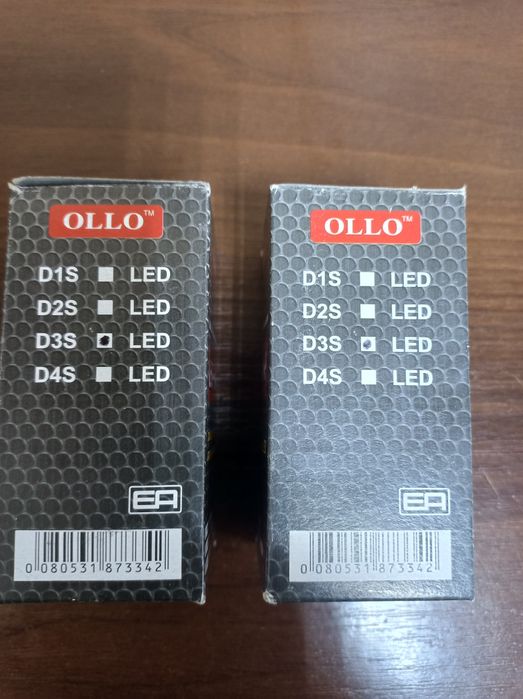 OLLO™
D1S LED
D2S LED
D3S LED
D4S LED
EA
0 080531 873342
OLLO™
D1S LED
D2S LED
D3S LED
D4S LED
EA
0 080531 873342